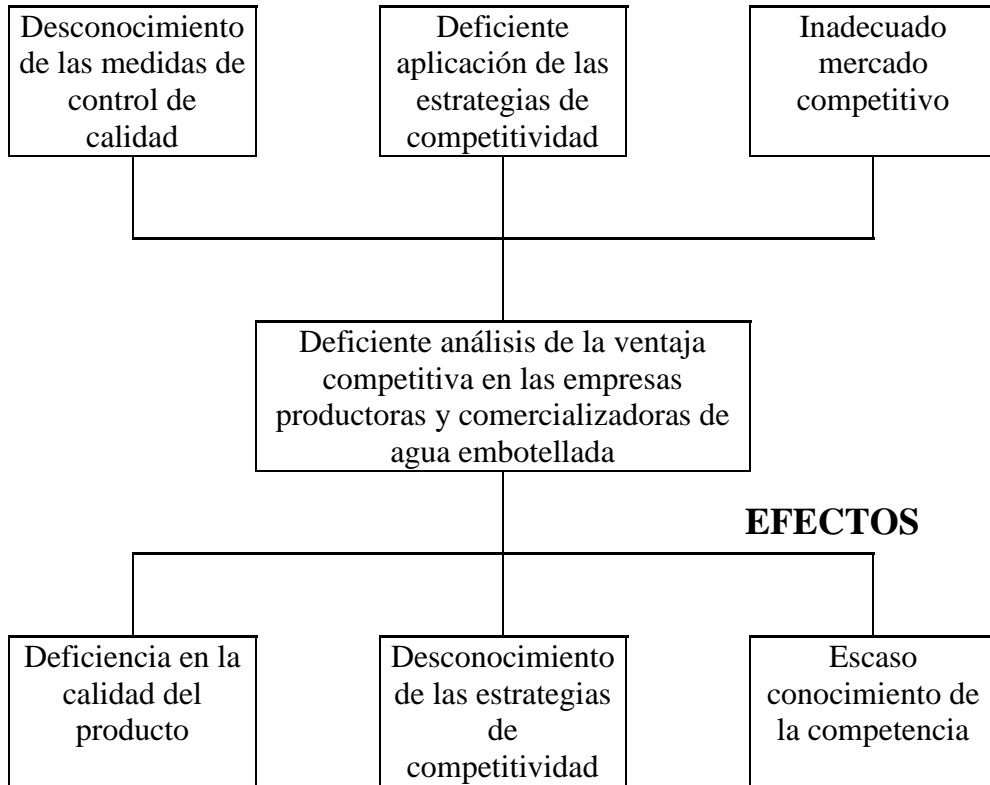 Desconocimiento
de las medidas de
control de
calidad
Deficiente
aplicación de las
estrategias de
competitividad
Inadecuado
mercado
competitivo
Deficiente análisis de la ventaja
competitiva en las empresas
productoras y comercializadoras de
agua embotellada
EFECTOS
Deficiencia en la
calidad del
producto
Desconocimiento
de las estrategias
de
competitividad
Escaso
conocimiento de
la competencia